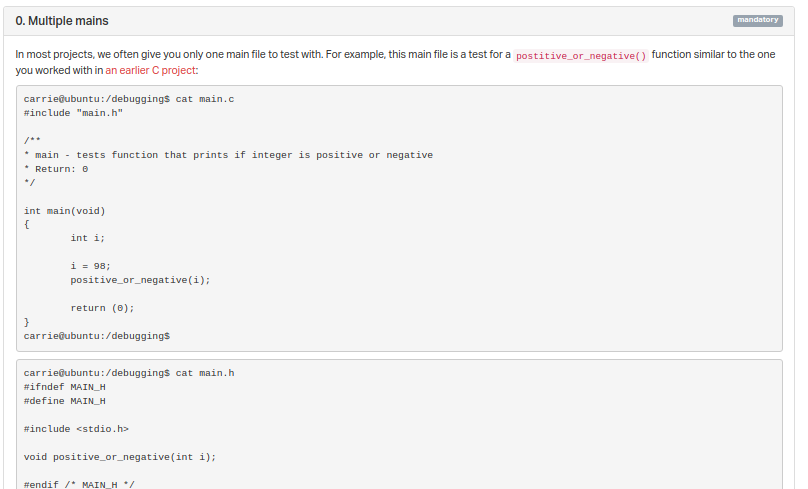 0. Multiple mains
mandatory
In most projects, we often give you only one main file to test with. For example, this main file is a test for a postitive_or_negative() function similar to the one
you worked with in an earlier C project:
carrie@ubuntu:/debugging$ cat main.c
#include "main.h"
/**
* main - tests function that prints if integer is positive or negative
* Return: 0
*/
int main(void)
{
int i;
i = 98;
positive_or_negative(i);
return (0);
}
carrie@ubuntu:/debugging$
carrie@ubuntu:/debugging$ cat main.h
#ifndef MAIN_H
#define MAIN_H
#include <stdio.h>
void positive_or_negative(int i);
#endif /* MAIN_H */